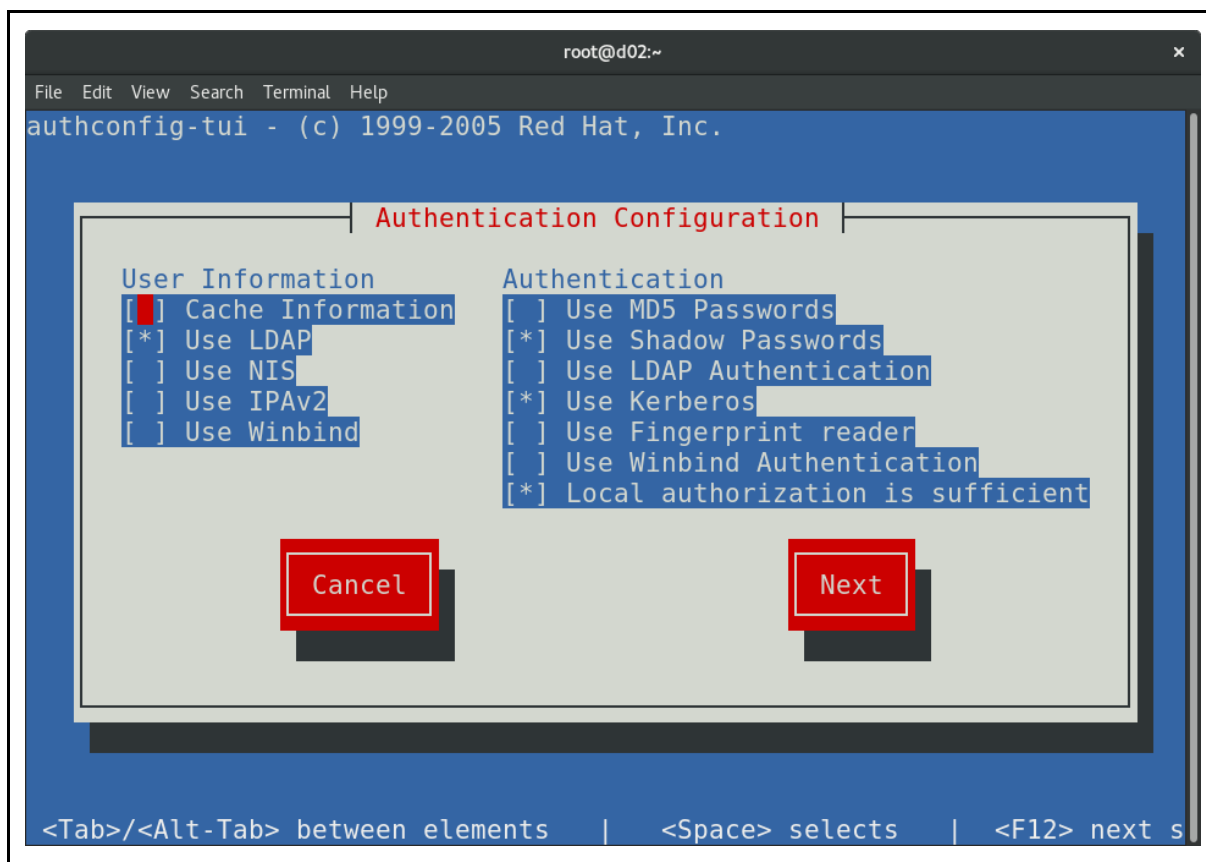 root@d02:~ ×
File Edit View Search Terminal Help
authconfig-tui - (c) 1999-2005 Red Hat, Inc.
Authentication Configuration
User Information
[ ] Cache Information
[*] Use LDAP
[ ] Use NIS
[ ] Use IPAv2
[ ] Use Winbind
Authentication
[ ] Use MD5 Passwords
[*] Use Shadow Passwords
[ ] Use LDAP Authentication
[*] Use Kerberos
[ ] Use Fingerprint reader
[ ] Use Winbind Authentication
[*] Local authorization is sufficient
Cancel
Next
<Tab>/<Alt-Tab> between elements | <Space> selects | <F12> next s